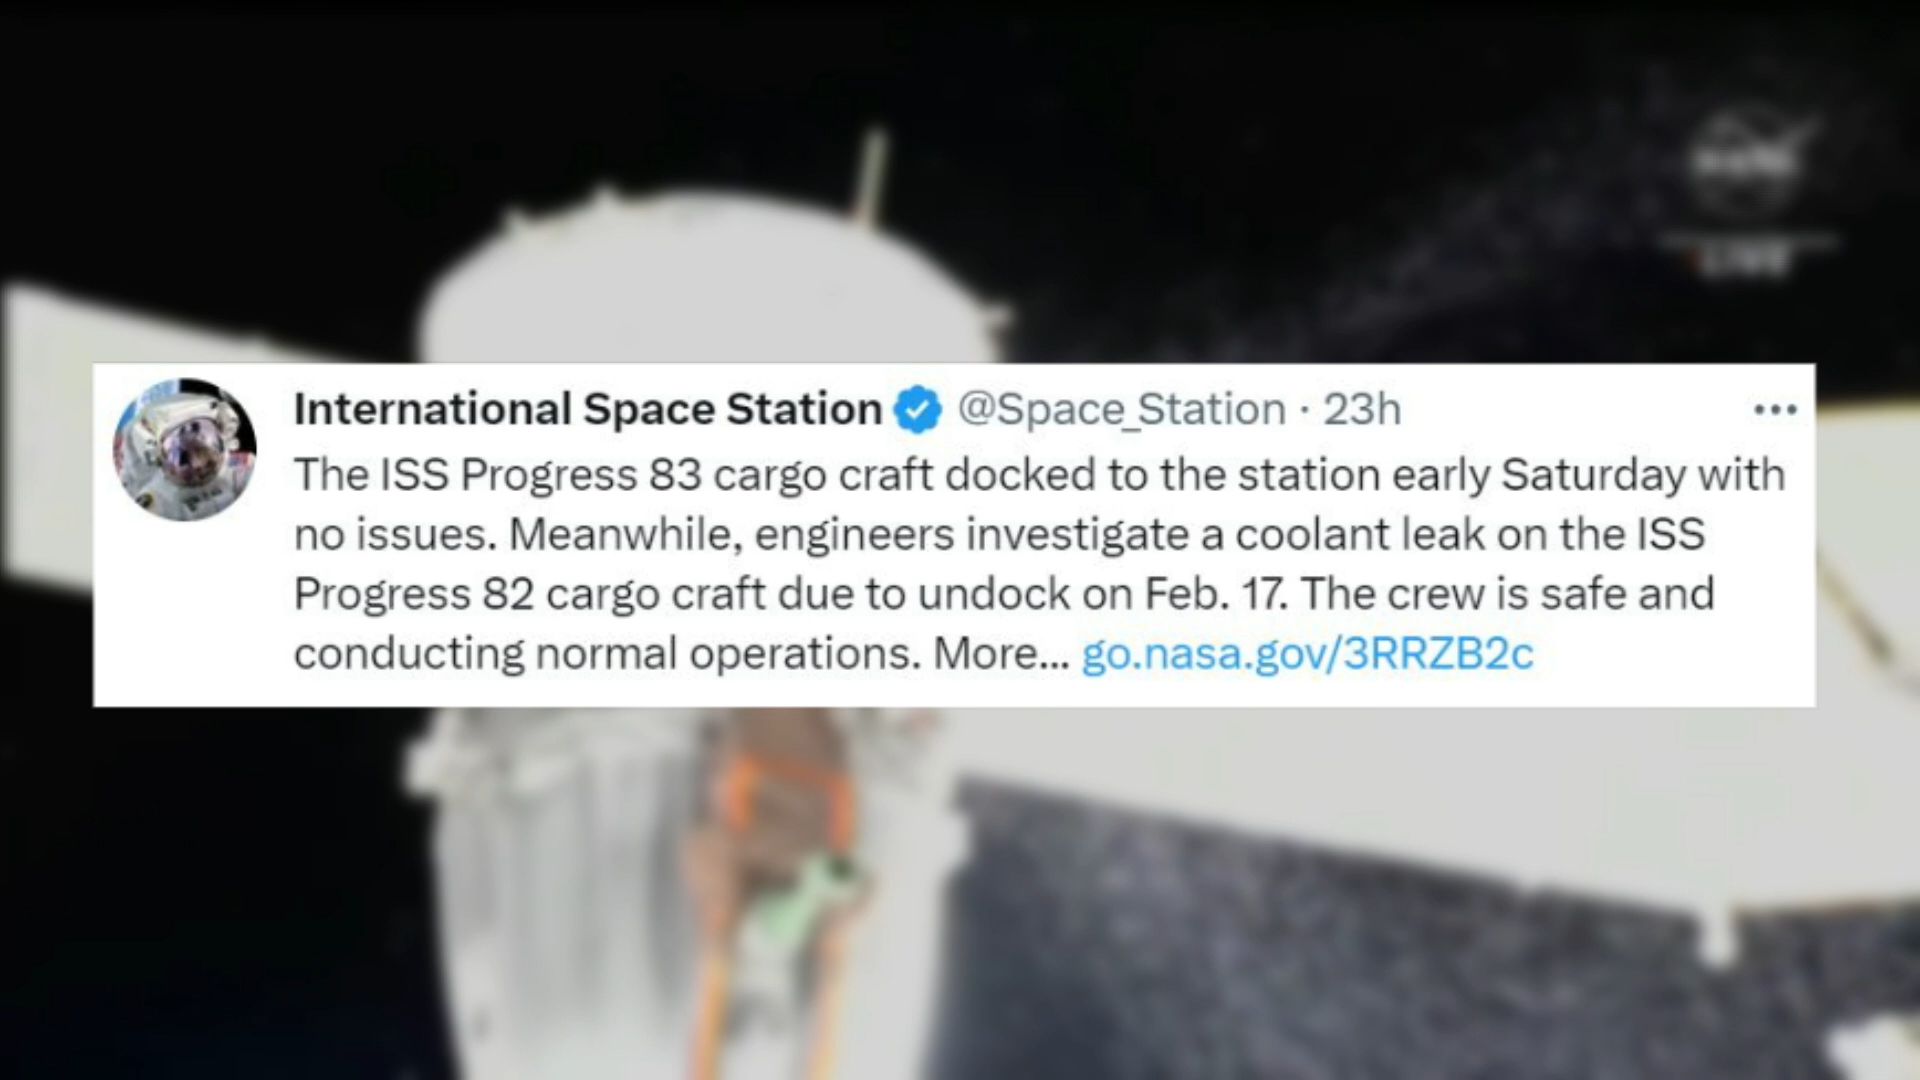 International Space Station @Space_Station · 23h
The ISS Progress 83 cargo craft docked to the station early Saturday with
no issues. Meanwhile, engineers investigate a coolant leak on the ISS
Progress 82 cargo craft due to undock on Feb. 17. The crew is safe and
conducting normal operations. More... go.nasa.gov/3RRZB2c
NASA
LIVE